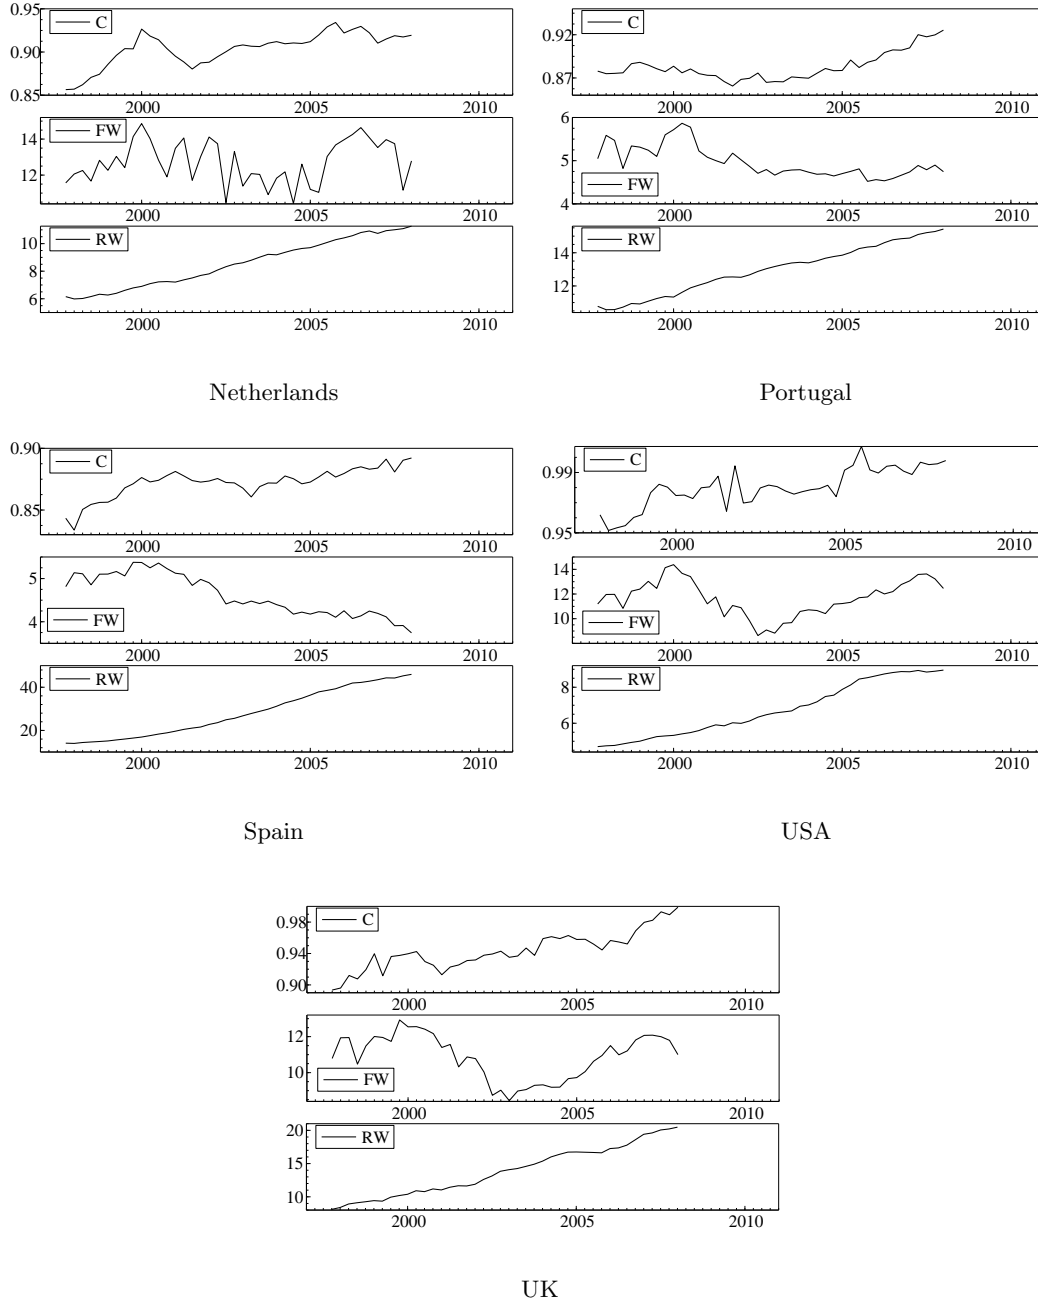 0.95 C 0.90 0.85 2000 2005 2010
14 FW 12 2000 2005 2010
10 RW 8 6 2000 2005 2010
Netherlands
0.92 C 0.87 2000 2005 2010
6 5 FW 4 2000 2005 2010
14 RW 12 2000 2005 2010
Portugal
0.90 C 0.85 2000 2005 2010
5 4 FW 2000 2005 2010
40 RW 20 2000 2005 2010
Spain
0.99 C 0.95 2000 2005 2010
14 12 10 FW 2000 2005 2010
8 RW 6 2000 2005 2010
USA
0.98 C 0.94 0.90 2000 2005 2010
12 10 FW 2000 2005 2010
20 RW 15 10 2000 2005 2010
UK